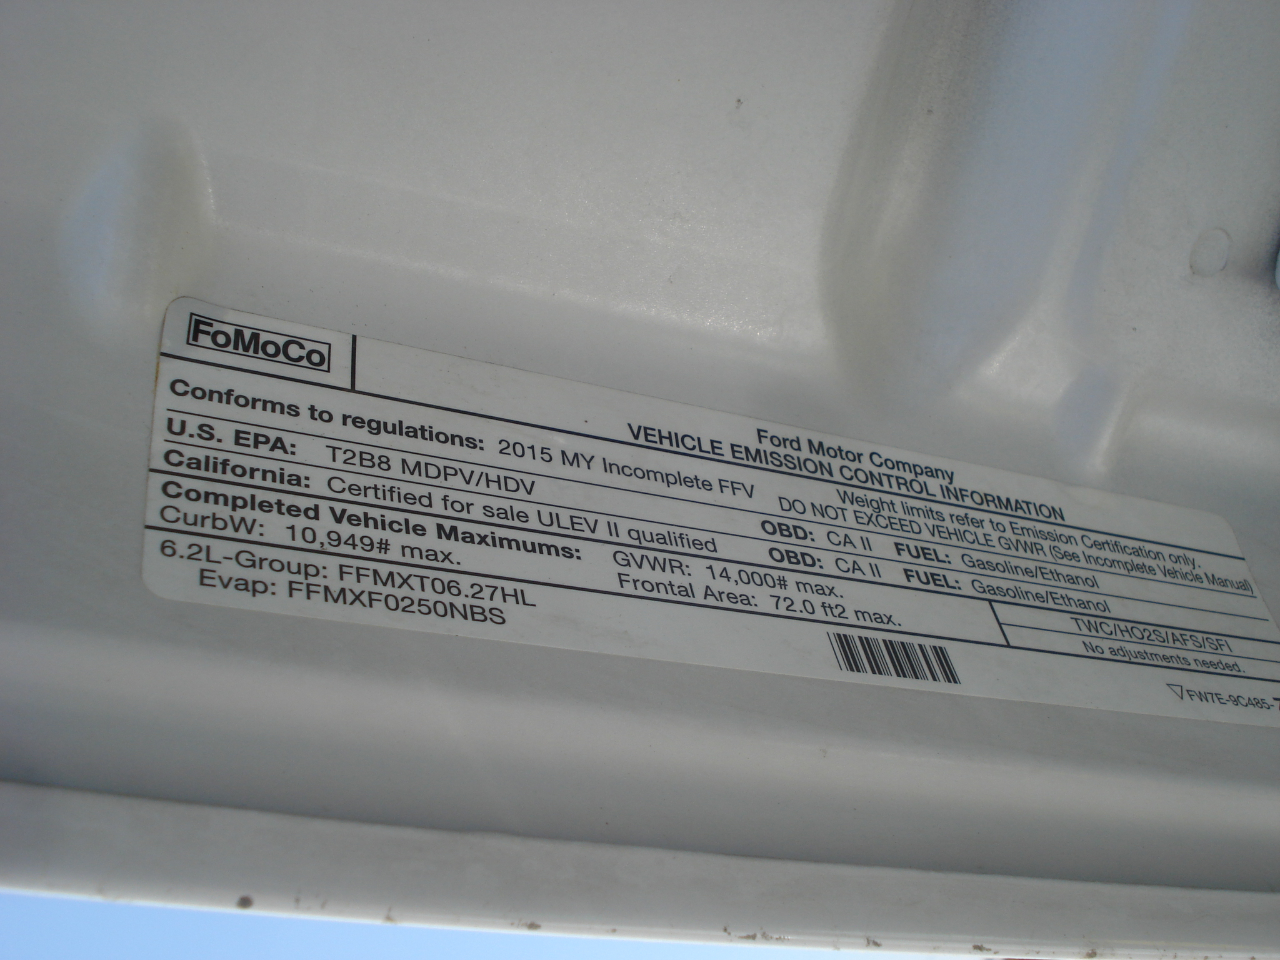 FoMoCo
Ford Motor Company
VEHICLE EMISSION CONTROL INFORMATION
Conforms to regulations: 2015 MY Incomplete FFV
Weight limits refer to Emission Certification only.
DO NOT EXCEED VEHICLE GVWR (See Incomplete Vehicle Manual)
U.S. EPA: T2B8 MDPV/HDV OBD: CA II FUEL: Gasoline/Ethanol
California: Certified for sale ULEV II qualified OBD: CA II FUEL: Gasoline/Ethanol
Completed Vehicle Maximums: GVWR: 14,000# max.
CurbW: 10,949# max. Frontal Area: 72.0 ft2 max.
TWC/HO2S/AFS/SFI
No adjustments needed.
6.2L-Group: FFMXT06.27HL
Evap: FFMXF0250NBS
FW7E-9C485-